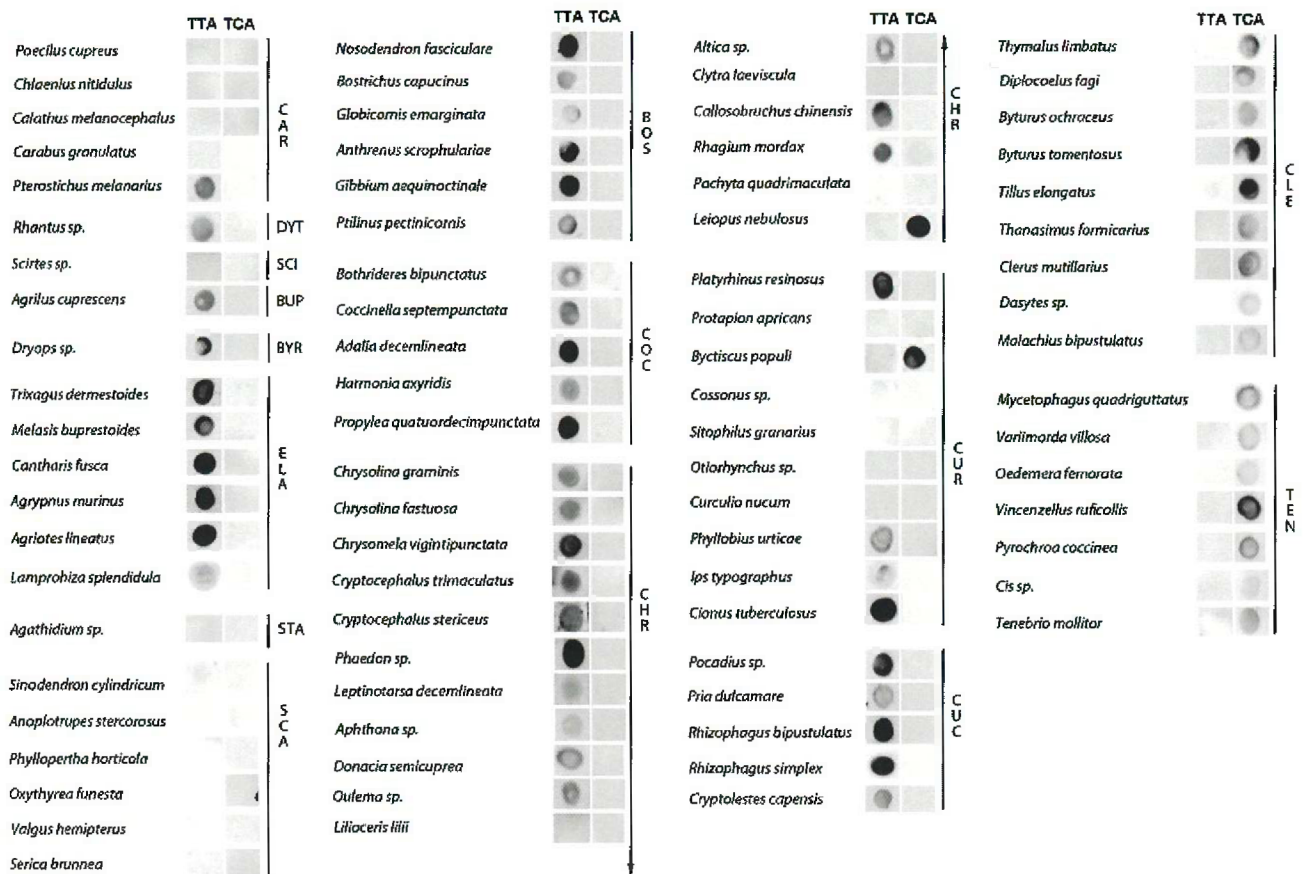 TTA TCA
Poecilus cupreus
Chlaenius nitidulus
Calathus melanocephalus
Carabus granulatus
Pterostichus melanarius
CAR
Rhantus sp.
DYT
Scirtes sp.
SCI
Agrilus cuprescens
BUP
Dryops sp.
BYR
Trixagus dermestoides
Melasis buprestoides
Cantharis fusca
Agrypnus murinus
Agriotes lineatus
Lamprohiza splendidula
ELA
Agathidium sp.
STA
Sinodendron cylindricum
Anoplotrupes stercorosus
Phyllopertha horticola
Oxythyrea funesta
Valgus hemipterus
Serica brunnea
SCA
TTA TCA
Nosodendron fasciculare
Bostrichus capucinus
Globicornis emarginata
Anthrenus scrophulariae
Gibbium aequinoctinale
Ptilinus pectinicornis
BOS
Bothrideres bipunctatus
Coccinella septempunctata
Adalia decemlineata
Harmonia axyridis
Propylea quatuordecimpunctata
COC
Chrysolina graminis
Chrysolina fastuosa
Chrysomela vigintipunctata
Cryptocephalus trimaculatus
Cryptocephalus stericeus
Phaedon sp.
Leptinotarsa decemlineata
Aphthona sp.
Donacia semicuprea
Oulema sp.
Lilioceris lilii
CHR
TTA TCA
Altica sp.
Clytra laeviscula
Callosobruchus chinensis
Rhagium mordax
Pachyta quadrimaculata
Leiopus nebulosus
CHR
Platyrhinus resinosus
Protapion apricans
Byctiscus populi
Cossonus sp.
Sitophilus granarius
Otiorhynchus sp.
Curculio nucum
Phyllobius urticae
Ips typographus
Cionus tuberculosus
CUR
Pocadius sp.
Pria dulcamare
Rhizophagus bipustulatus
Rhizophagus simplex
Cryptolestes capensis
CUC
TTA TCA
Thymalus limbatus
Diplocoelus fagi
Byturus ochraceus
Byturus tomentosus
Tillus elongatus
Thanasimus formicarius
Clerus mutillarius
Dasytes sp.
Malachius bipustulatus
CLE
Mycetophagus quadriguttatus
Variimorda villosa
Oedemera femorata
Vincenzellus ruficollis
Pyrochroa coccinea
Cis sp.
Tenebrio mollitor
TEN